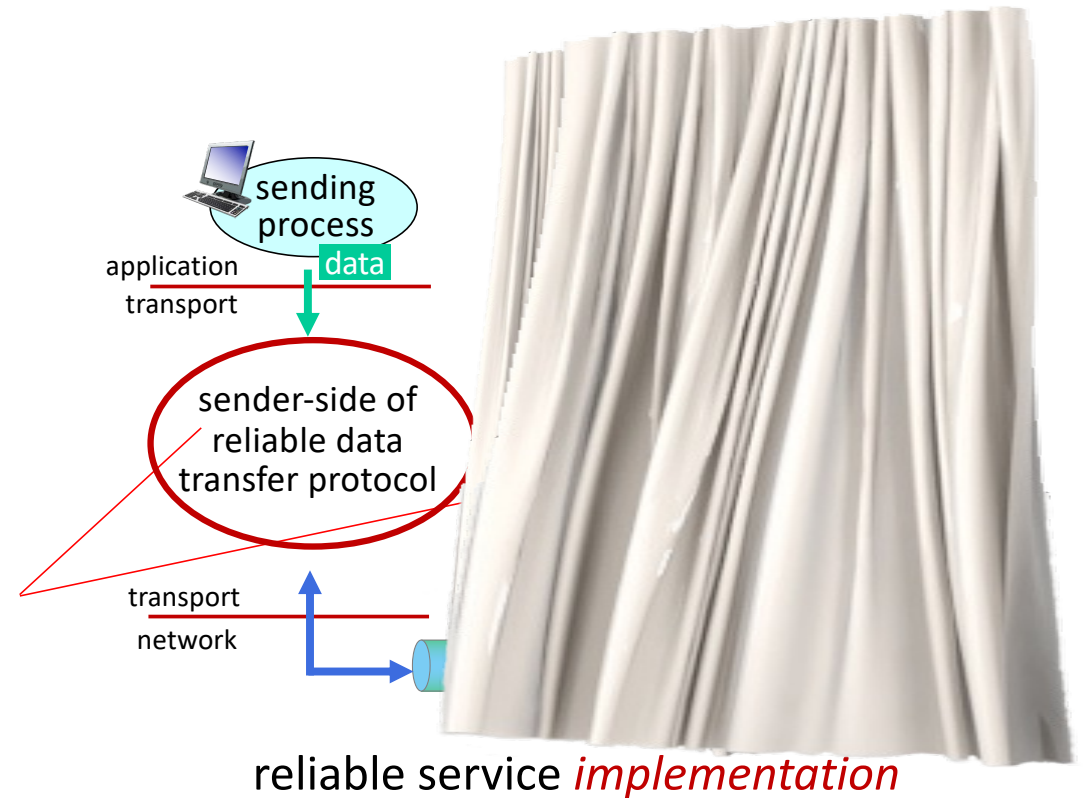 sending
process
data
application
transport
sender-side of
reliable data
transfer protocol
transport
network
reliable service implementation